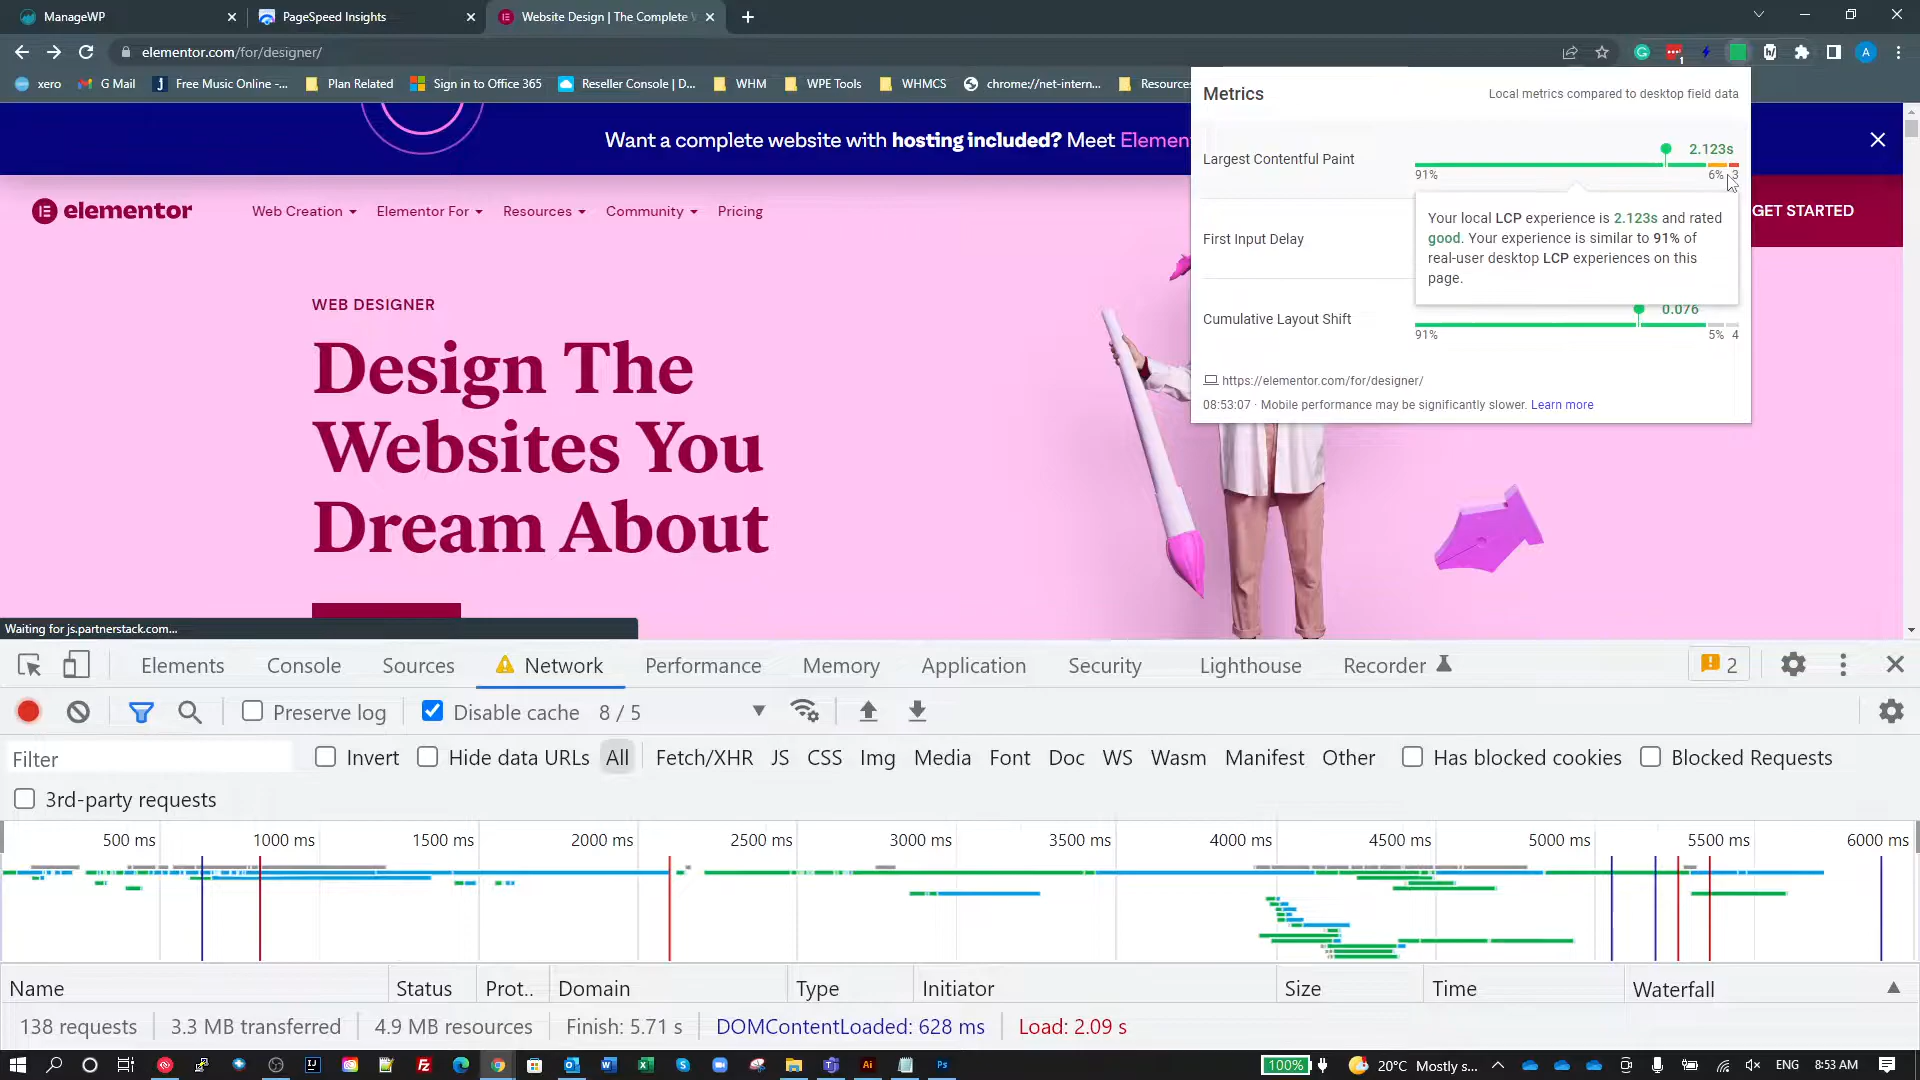 ManageWP
PageSpeed Insights
Website Design | The Complete
elementor.com/for/designer/
xero
G Mail
Free Music Online -...
Plan Related
Sign in to Office 365
Reseller Console | D...
WHM
WPE Tools
WHMCS
chrome://net-intern...
Resources
Want a complete website with hosting included? Meet Elemen
elementor
Web Creation
Elementor For
Resources
Community
Pricing
GET STARTED
WEB DESIGNER
Design The
Websites You
Dream About
Metrics
Local metrics compared to desktop field data
Largest Contentful Paint
2.123s
91%
6%
3
Your local LCP experience is 2.123s and rated
good. Your experience is similar to 91% of
real-user desktop LCP experiences on this
page.
First Input Delay
Cumulative Layout Shift
0.076
91%
5%
4
https://elementor.com/for/designer/
08:53:07 · Mobile performance may be significantly slower. Learn more
Waiting for js.partnerstack.com...
Elements
Console
Sources
Network
Performance
Memory
Application
Security
Lighthouse
Recorder
2
Preserve log
Disable cache
8 / 5
Filter
Invert
Hide data URLs
All
Fetch/XHR
JS
CSS
Img
Media
Font
Doc
WS
Wasm
Manifest
Other
Has blocked cookies
Blocked Requests
3rd-party requests
500 ms
1000 ms
1500 ms
2000 ms
2500 ms
3000 ms
3500 ms
4000 ms
4500 ms
5000 ms
5500 ms
6000 ms
Name
Status
Prot..
Domain
Type
Initiator
Size
Time
Waterfall
138 requests
3.3 MB transferred
4.9 MB resources
Finish: 5.71 s
DOMContentLoaded: 628 ms
Load: 2.09 s
100%
20°C
Mostly s...
ENG
8:53 AM